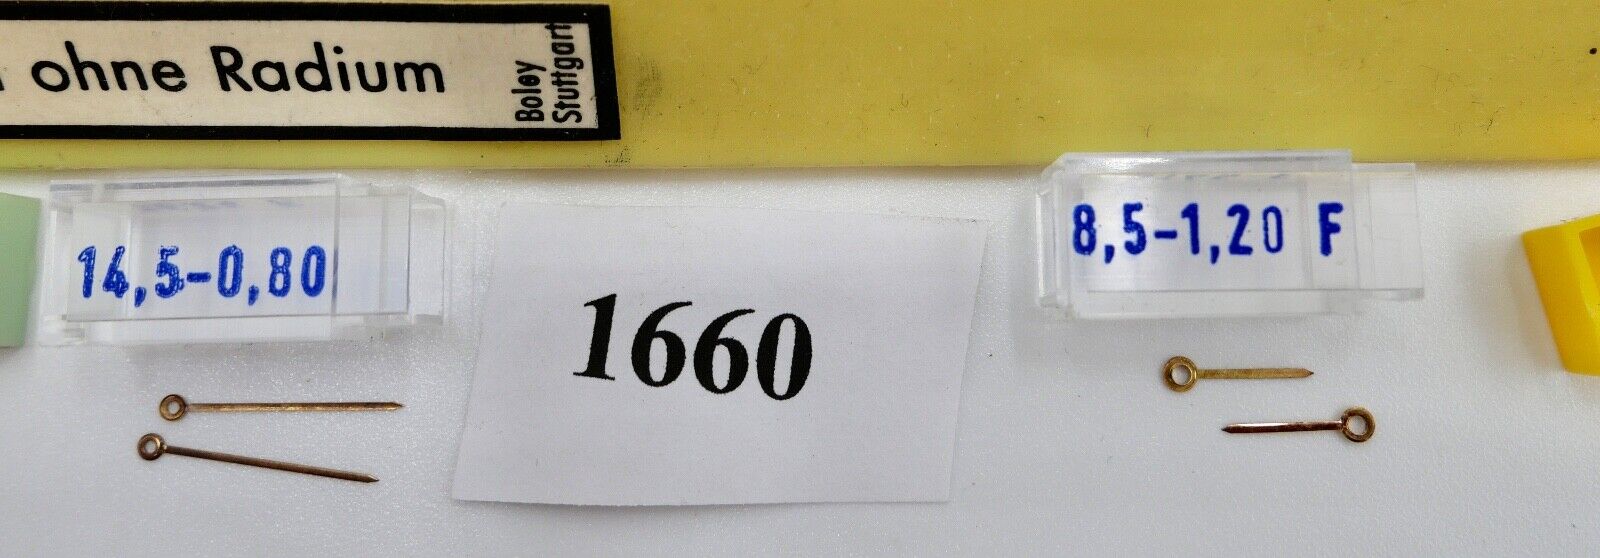 ohne Radium
Boley
Stuttgart
14,5-0,80
1660
8,5-1,20 F